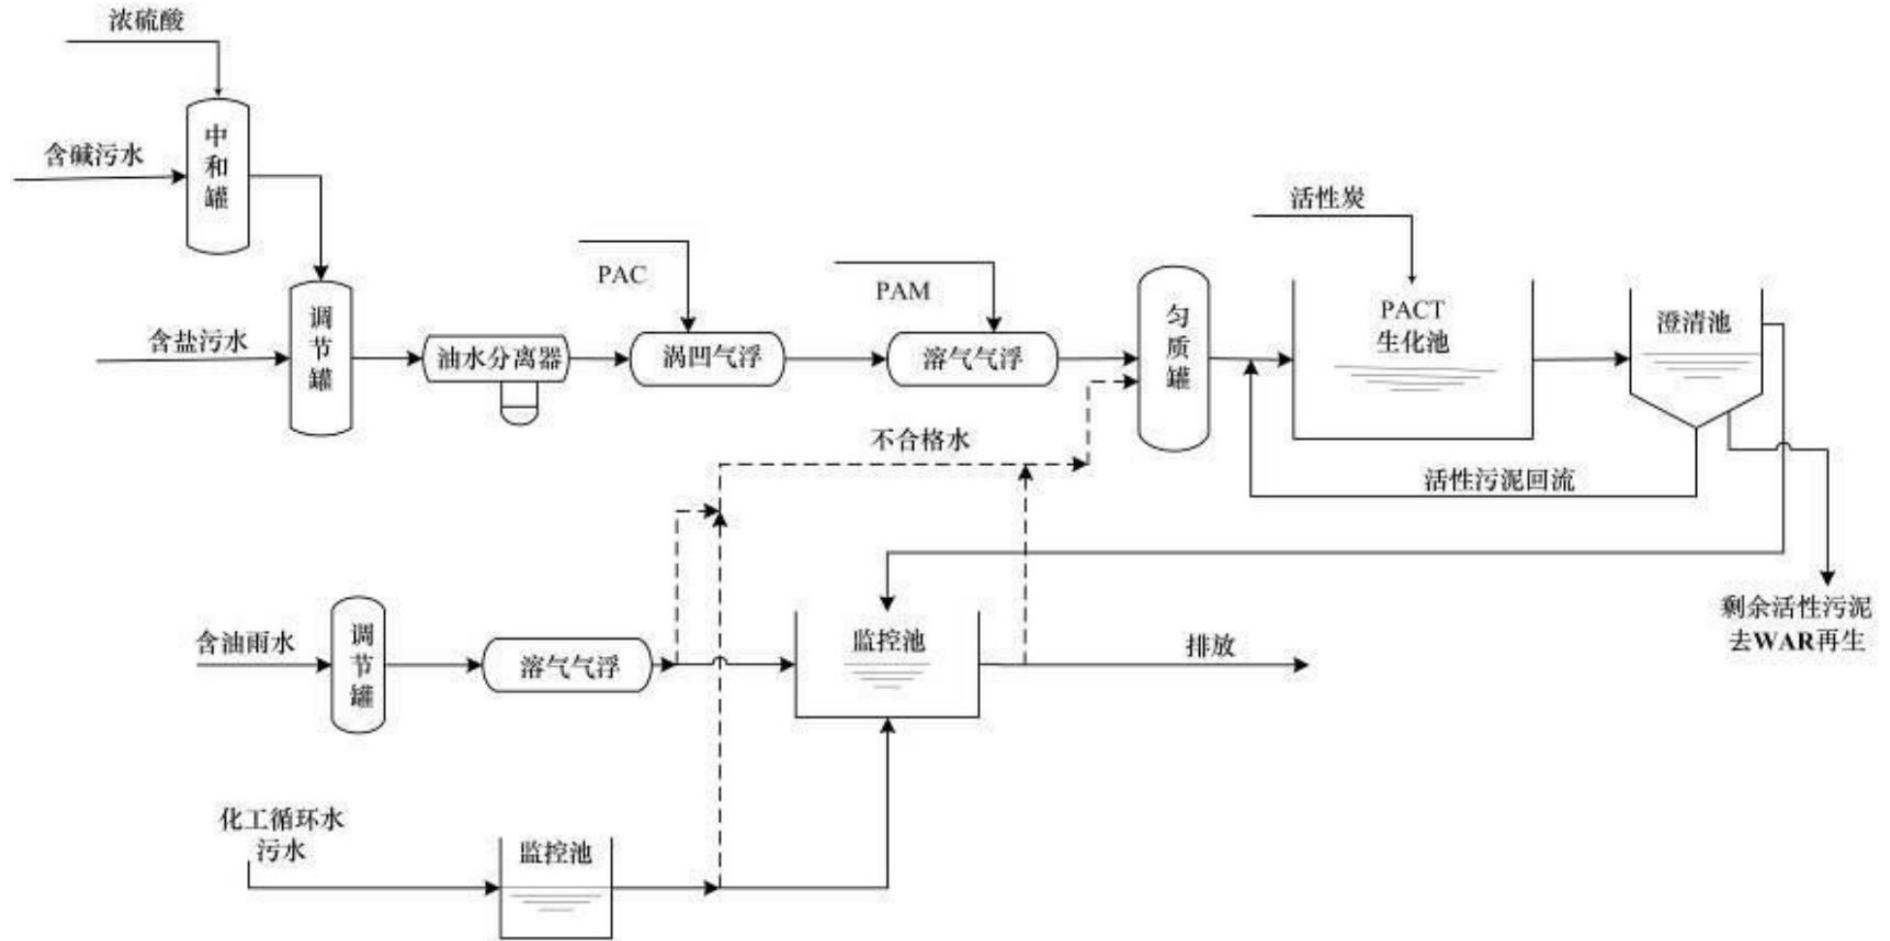 浓硫酸
含碱污水
中
和
罐
活性炭
PAC
PAM
含盐污水
调
节
罐
油水分离器
涡凹气浮
溶气气浮
匀
质
罐
PACT
生化池
澄清池
不合格水
活性污泥回流
剩余活性污泥
去WAR再生
含油雨水
调
节
罐
溶气气浮
监控池
排放
化工循环水
污水
监控池